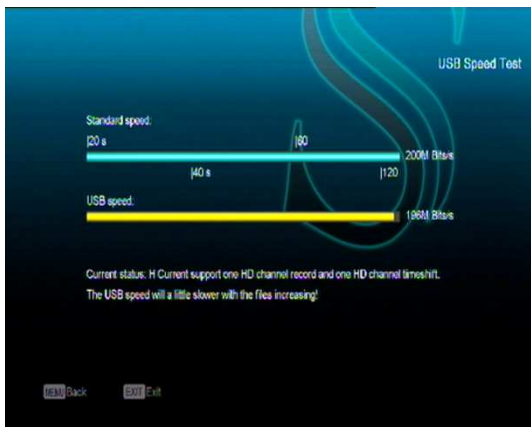 USB Speed Test
Standard speed:
|20 s |60
200M Bits/s
|40 s |120
USB speed:
196M Bits/s
Current status: H Current support one HD channel record and one HD channel timeshift.
The USB speed will a little slower with the files increasing!
MENU Back EXIT Exit